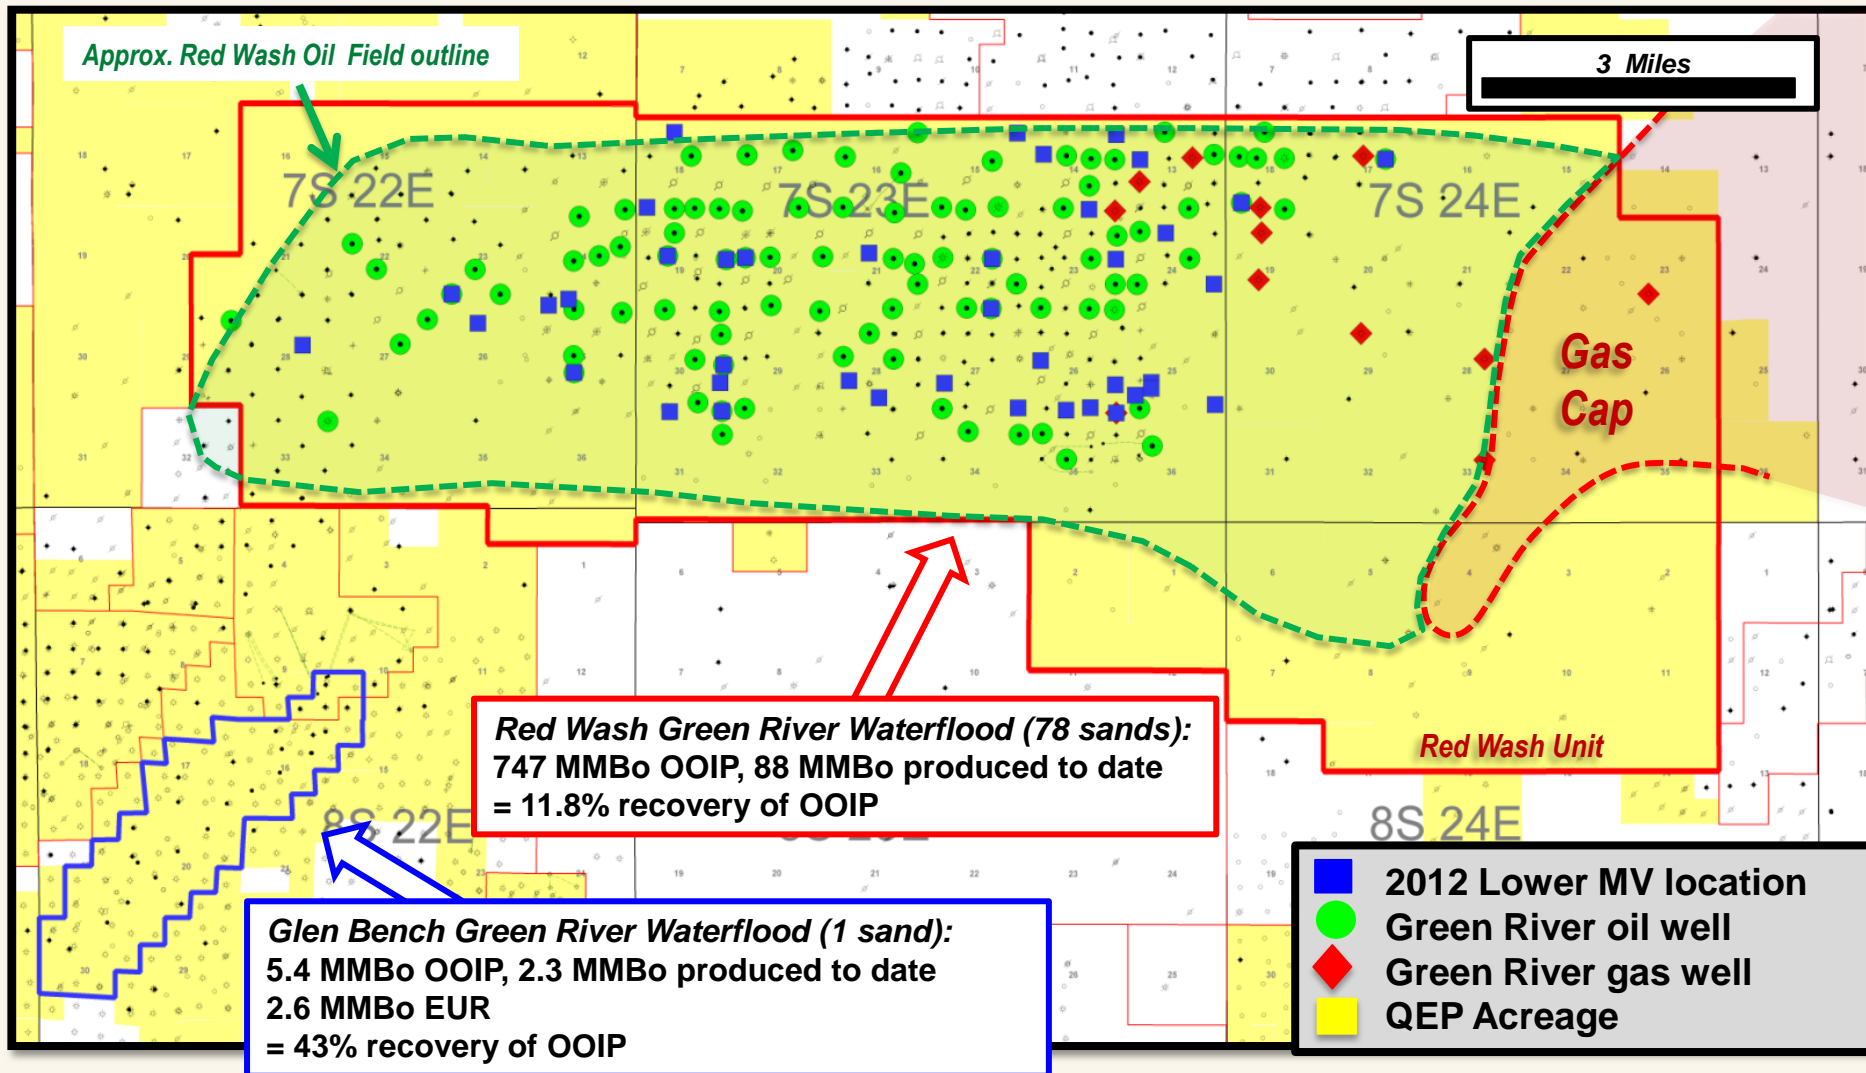 Approx. Red Wash Oil Field outline
3 Miles
7S 22E
7S 23E
7S 24E
Gas
Cap
Red Wash Green River Waterflood (78 sands):
747 MMBo OOIP, 88 MMBo produced to date
= 11.8% recovery of OOIP
Red Wash Unit
8S 22E
8S 24E
Glen Bench Green River Waterflood (1 sand):
5.4 MMBo OOIP, 2.3 MMBo produced to date
2.6 MMBo EUR
= 43% recovery of OOIP
2012 Lower MV location
Green River oil well
Green River gas well
QEP Acreage